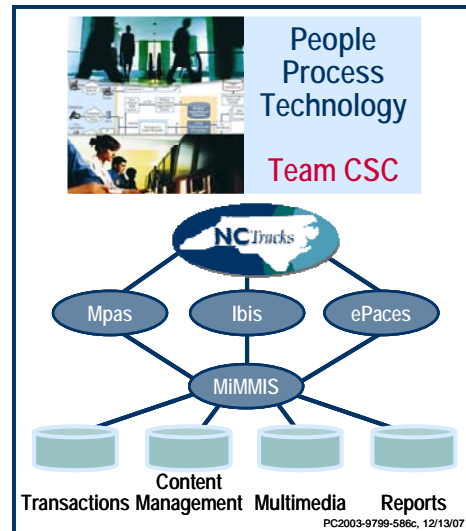 People
Process
Technology
Team CSC
NCTracks
Mpas
Ibis
ePaces
MiMMIS
Transactions
Content
Management
Multimedia
Reports
PC2003-9799-586c, 12/13/07